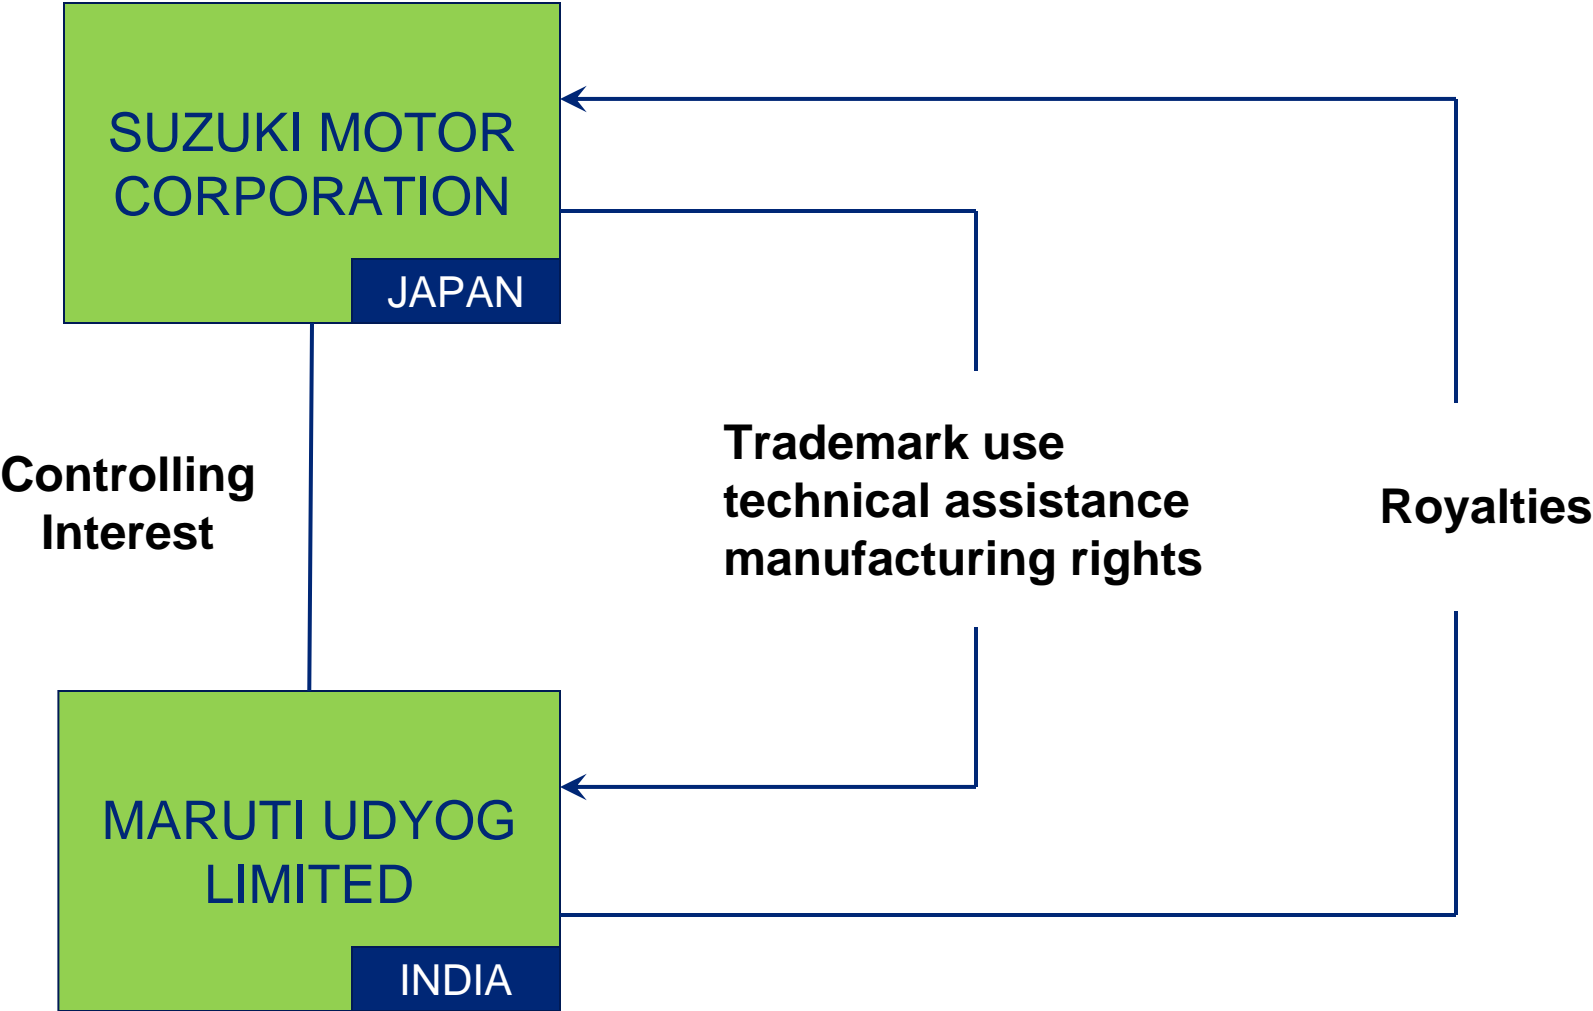 SUZUKI MOTOR
CORPORATION
JAPAN
Controlling
Interest
Trademark use
technical assistance
manufacturing rights
Royalties
MARUTI UDYOG
LIMITED
INDIA